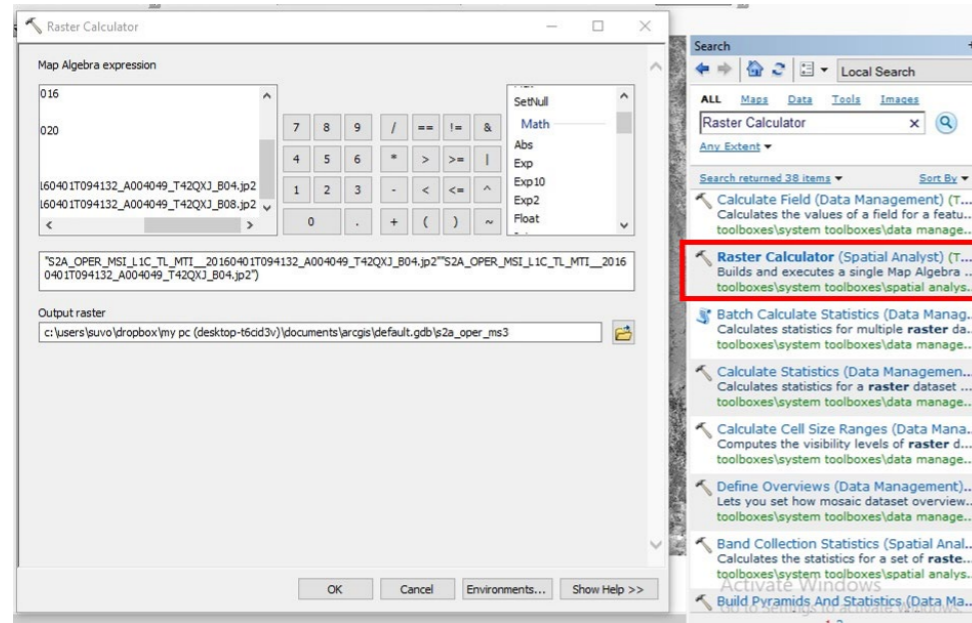 Raster Calculator
Map Algebra expression
016
020
160401T094132_A004049_T42QXJ_B04.jp2
160401T094132_A004049_T42QXJ_B08.jp2
7 8 9 / == != &
4 5 6 * > >= |
1 2 3 - < <= ^
0 . + ( ) ~
SetNull
Math
Abs
Exp
Exp10
Exp2
Float
"S2A_OPER_MSI_L1C_TL_MTI__20160401T094132_A004049_T42QXJ_B04.jp2""S2A_OPER_MSI_L1C_TL_MTI__2016
0401T094132_A004049_T42QXJ_B04.jp2")
Output raster
c:\users\suvo\dropbox\my pc (desktop-t6cid3v)\documents\arcgis\default.gdb\s2a_oper_ms3
OK Cancel Environments... Show Help >>
Search
Local Search
ALL Maps Data Tools Images
Raster Calculator
Any Extent
Search returned 38 items Sort By
Calculate Field (Data Management) (T...
Calculates the values of a field for a featu..
toolboxes\system toolboxes\data manage..
Raster Calculator (Spatial Analyst) (T...
Builds and executes a single Map Algebra ..
toolboxes\system toolboxes\spatial analys..
Batch Calculate Statistics (Data Manag..
Calculates statistics for multiple raster da..
toolboxes\system toolboxes\data manage..
Calculate Statistics (Data Managemen...
Calculates statistics for a raster dataset ...
toolboxes\system toolboxes\data manage..
Calculate Cell Size Ranges (Data Mana..
Computes the visibility levels of raster d...
toolboxes\system toolboxes\data manage..
Define Overviews (Data Management)..
Lets you set how mosaic dataset overview..
toolboxes\system toolboxes\data manage..
Band Collection Statistics (Spatial Anal..
Calculates the statistics for a set of raste...
toolboxes\system toolboxes\spatial analys..
Activate Windows
Build Pyramids And Statistics (Data Ma..
Go to Settings to activate Windows.